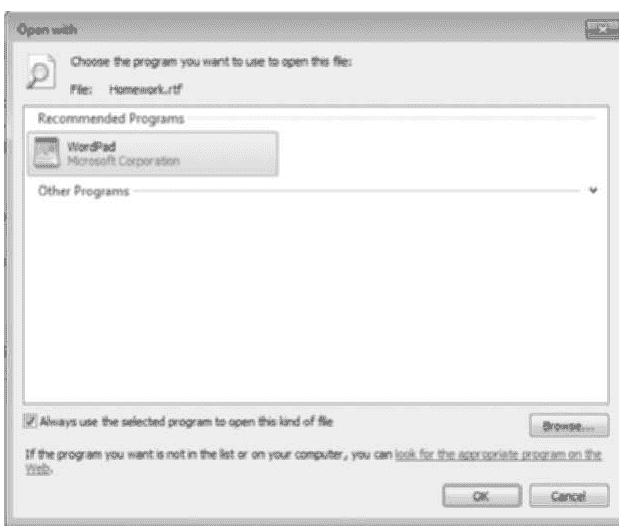 Open with
Choose the program you want to use to open this file:
File: Homework.rtf
Recommended Programs
WordPad
Microsoft Corporation
Other Programs
Always use the selected program to open this kind of file
Browse...
If the program you want is not in the list or on your computer, you can look for the appropriate program on the
Web.
OK Cancel